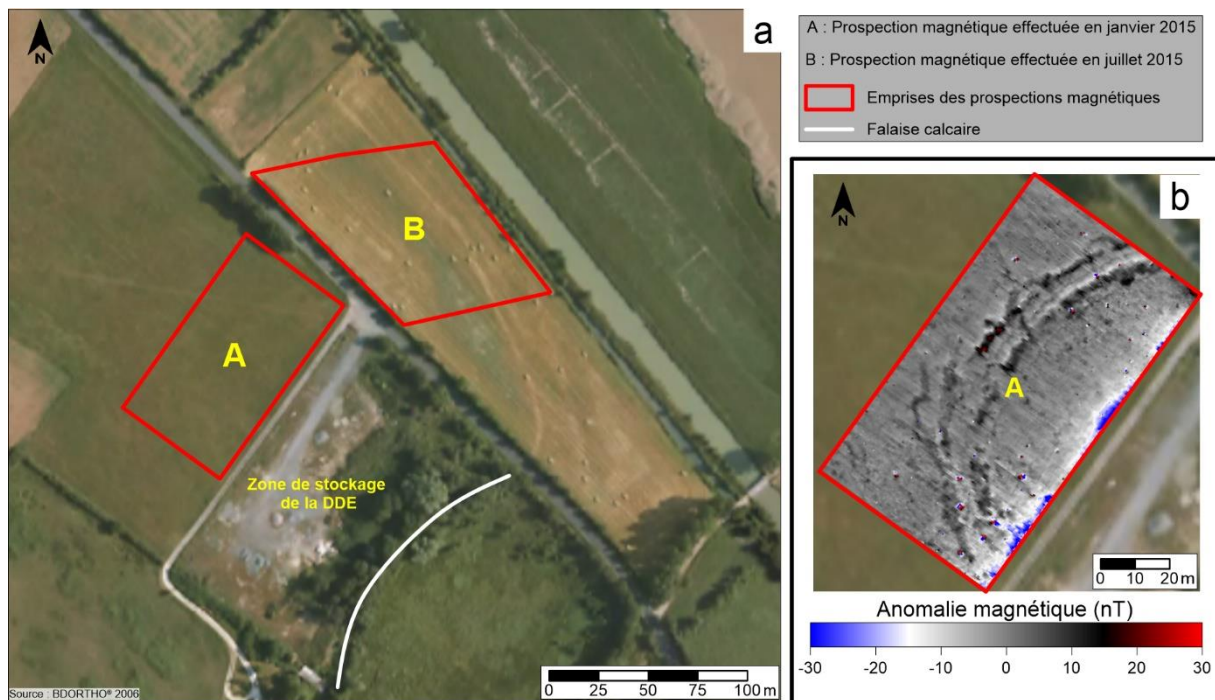 a
N
B
A
Zone de stockage
de la DDE
Source : BDORTHO® 2006
0 25 50 75 100 m
A : Prospection magnétique effectuée en janvier 2015
B : Prospection magnétique effectuée en juillet 2015
Emprises des prospections magnétiques
Falaise calcaire
b
N
A
0 10 20 m
Anomalie magnétique (nT)
-30 -20 -10 0 10 20 30